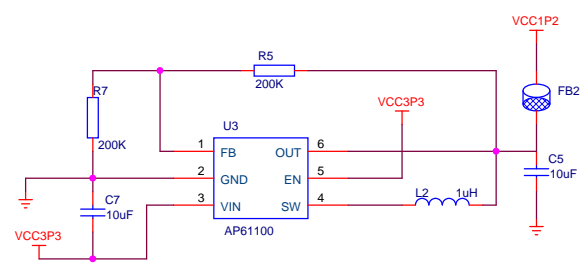 VCC1P2
R5
200K
R7
200K
VCC3P3
FB2
U3
1 FB OUT 6
2 GND EN 5
3 VIN SW 4
AP61100
L2 1uH
C5
10uF
C7
10uF
VCC3P3